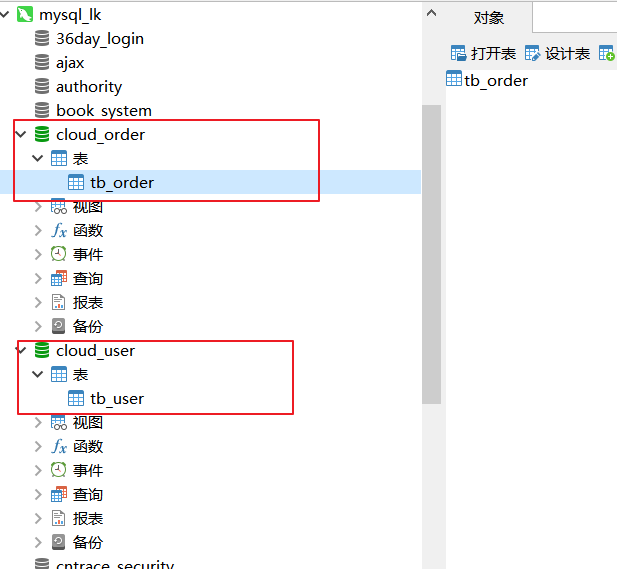 mysql_lk
36day_login
ajax
authority
book_system
cloud_order
表
tb_order
视图
函数
事件
查询
报表
备份
cloud_user
表
tb_user
视图
函数
事件
查询
报表
备份
cntrace_security
对象
打开表 设计表
tb_order